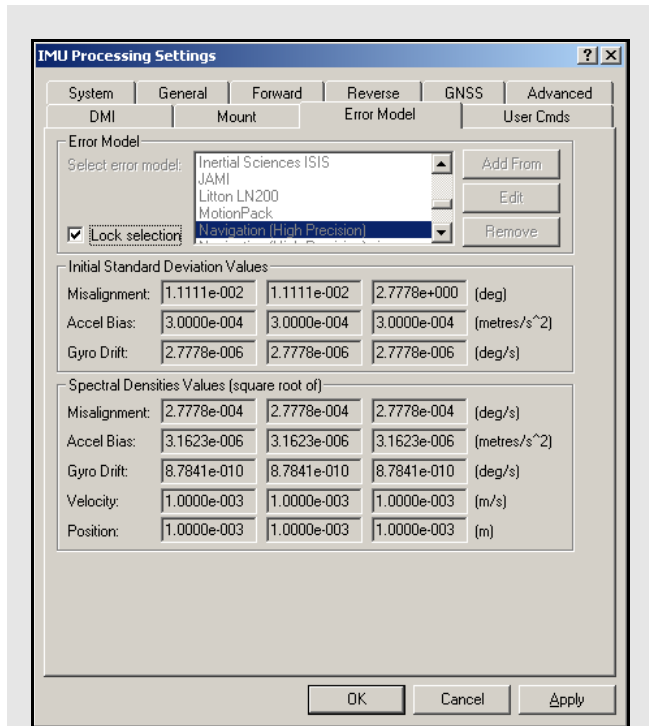 IMU Processing Settings
System General Forward Reverse GNSS Advanced
DMI Mount Error Model User Cmds
Error Model
Select error model:
Inertial Sciences ISIS
JAMI
Litton LN200
MotionPack
Navigation (High Precision)
Add From
Edit
Remove
Lock selection
Initial Standard Deviation Values
Misalignment: 1.1111e-002 1.1111e-002 2.7778e+000 (deg)
Accel Bias: 3.0000e-004 3.0000e-004 3.0000e-004 (metres/s^2)
Gyro Drift: 2.7778e-006 2.7778e-006 2.7778e-006 (deg/s)
Spectral Densities Values (square root of)
Misalignment: 2.7778e-004 2.7778e-004 2.7778e-004 (deg/s)
Accel Bias: 3.1623e-006 3.1623e-006 3.1623e-006 (metres/s^2)
Gyro Drift: 8.7841e-010 8.7841e-010 8.7841e-010 (deg/s)
Velocity: 1.0000e-003 1.0000e-003 1.0000e-003 (m/s)
Position: 1.0000e-003 1.0000e-003 1.0000e-003 (m)
OK Cancel Apply